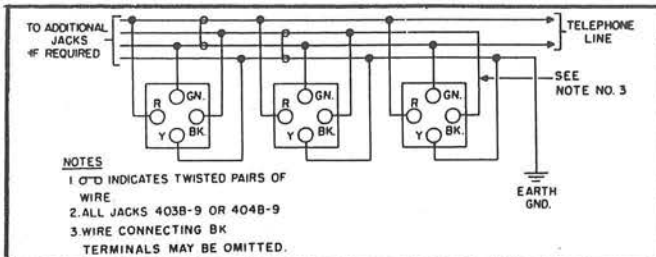 TO ADDITIONAL
JACKS
IF REQUIRED
TELEPHONE
LINE
SEE
NOTE NO. 3
GN.
R
BK.
Y
GN.
R
BK.
Y
GN.
R
BK.
Y
EARTH
GND.
NOTES
1 INDICATES TWISTED PAIRS OF
WIRE
2. ALL JACKS 403B-9 OR 404B-9
3. WIRE CONNECTING BK
TERMINALS MAY BE OMITTED.